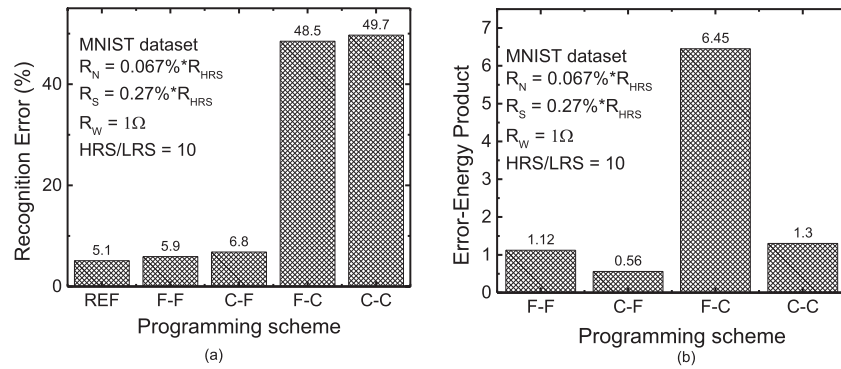 Recognition Error (%)
50
0
MNIST dataset
R_N = 0.067%*R_HRS
R_S = 0.27%*R_HRS
R_W = 1Ω
HRS/LRS = 10
5.1
5.9
6.8
48.5
49.7
REF F-F C-F F-C C-C
Programming scheme
(a)
Error-Energy Product
7
6
5
4
3
2
1
0
MNIST dataset
R_N = 0.067%*R_HRS
R_S = 0.27%*R_HRS
R_W = 1Ω
HRS/LRS = 10
1.12
0.56
6.45
1.3
F-F C-F F-C C-C
Programming scheme
(b)